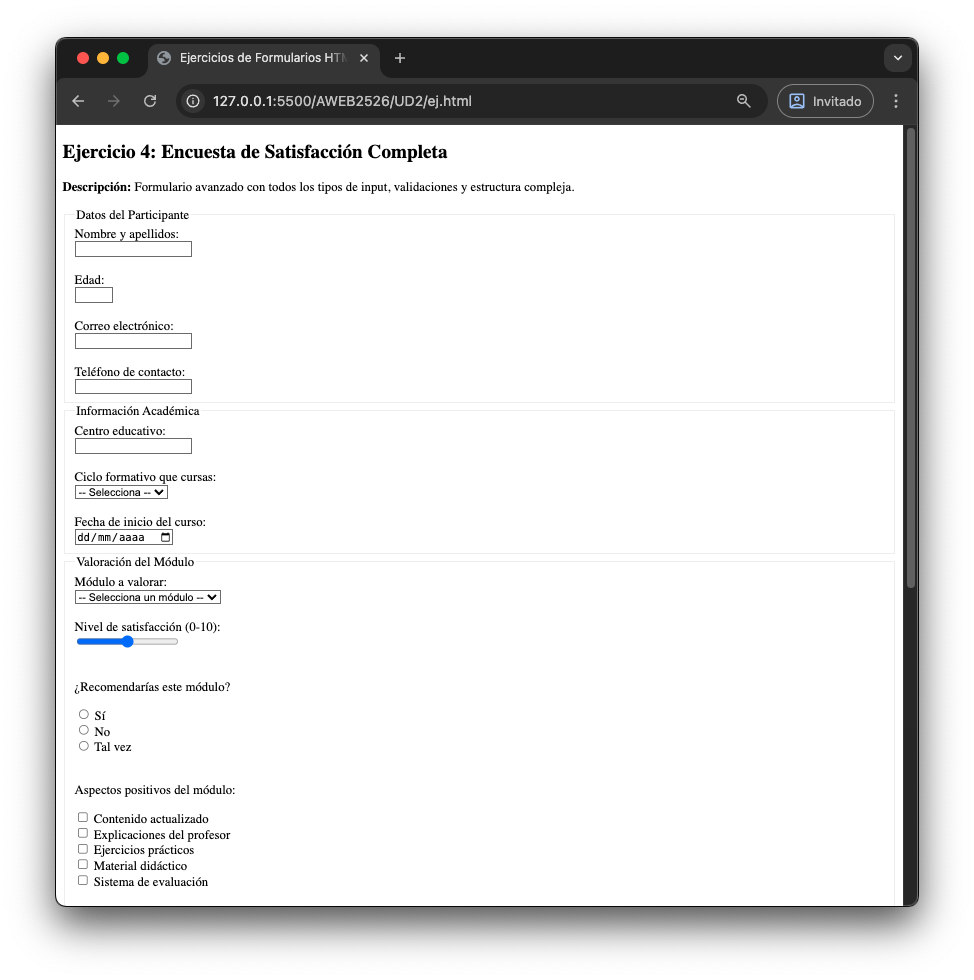 Ejercicios de Formularios HT
127.0.0.1:5500/AWEB2526/UD2/ej.html
Invitado
Ejercicio 4: Encuesta de Satisfacción Completa
Descripción: Formulario avanzado con todos los tipos de input, validaciones y estructura compleja.
Datos del Participante
Nombre y apellidos:
Edad:
Correo electrónico:
Teléfono de contacto:
Información Académica
Centro educativo:
Ciclo formativo que cursas:
-- Selecciona --
Fecha de inicio del curso:
dd/mm/aaaa
Valoración del Módulo
Módulo a valorar:
-- Selecciona un módulo --
Nivel de satisfacción (0-10):
¿Recomendarías este módulo?
Sí
No
Tal vez
Aspectos positivos del módulo:
Contenido actualizado
Explicaciones del profesor
Ejercicios prácticos
Material didáctico
Sistema de evaluación